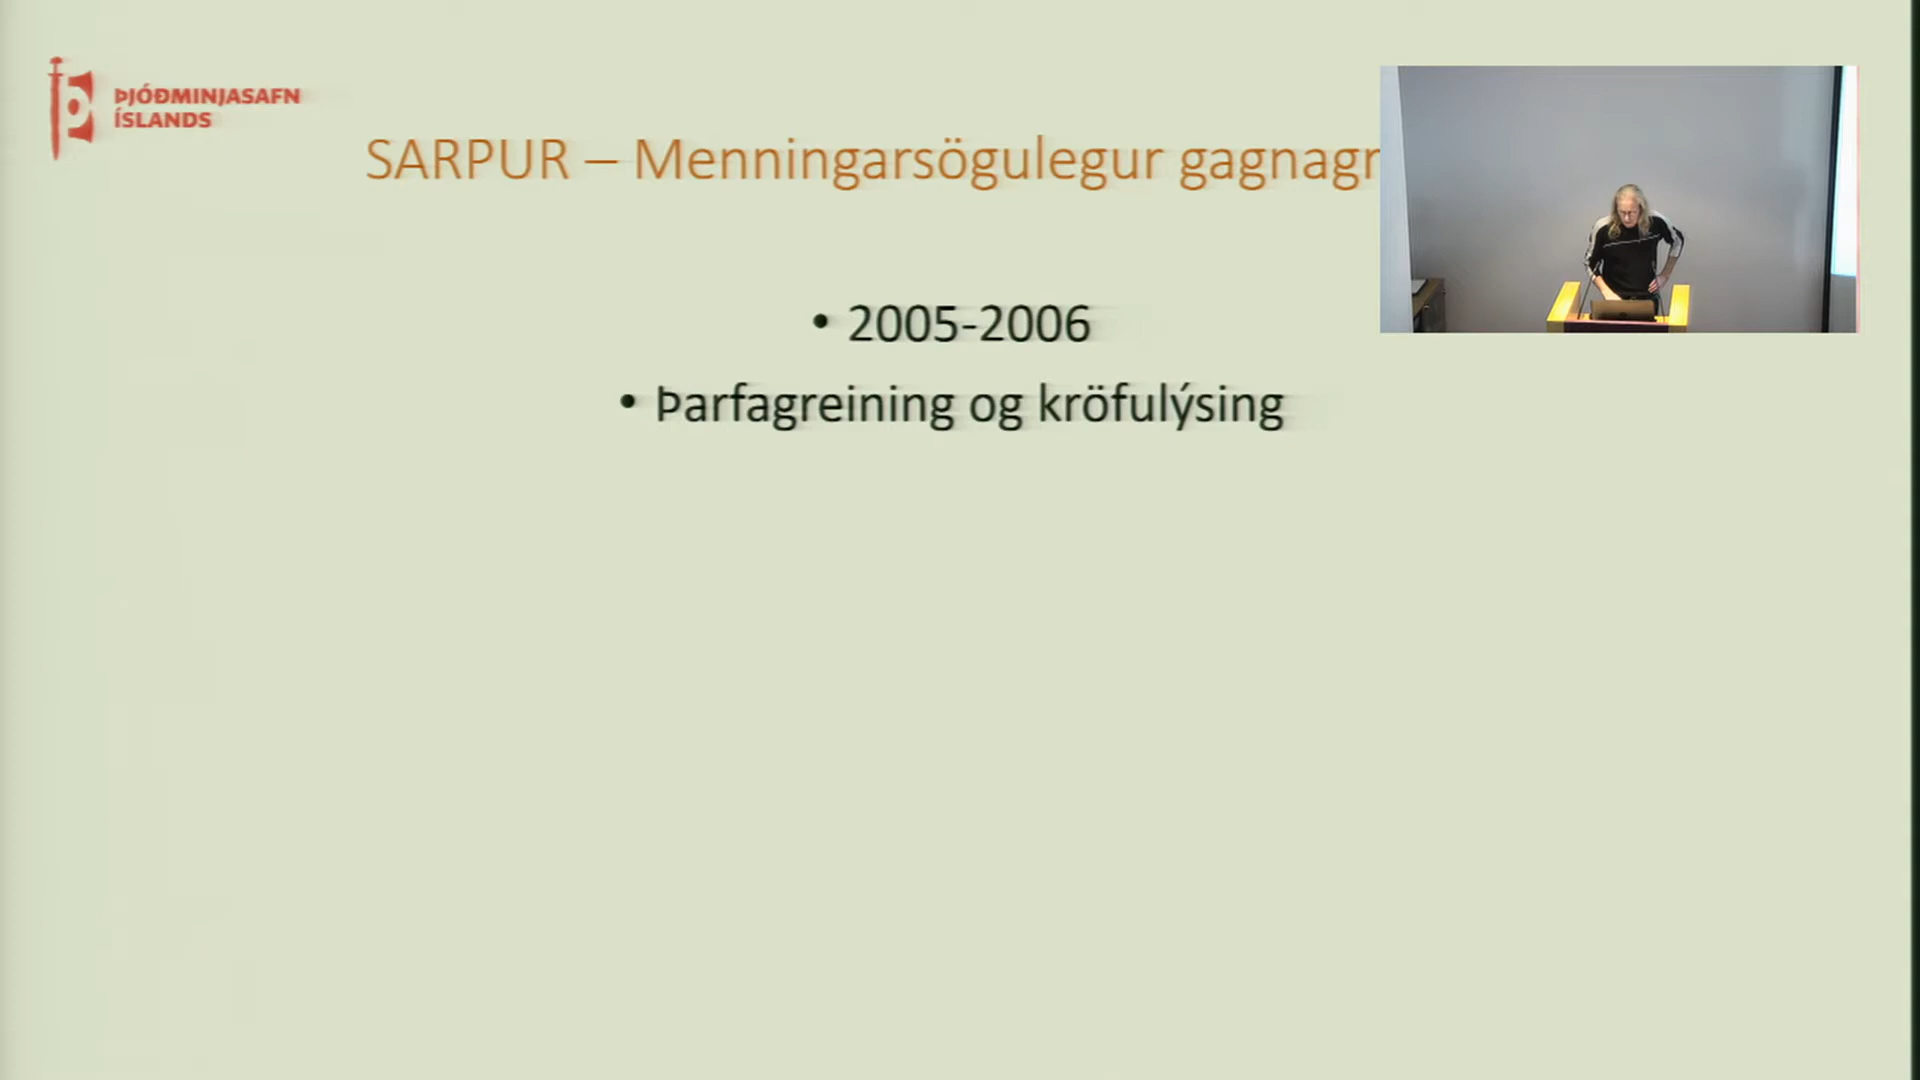 ÞJÓÐMINJASAFN
ÍSLANDS
SARPUR – Menningarsögulegur gagnagr
• 2005-2006
• Þarfagreining og kröfulýsing